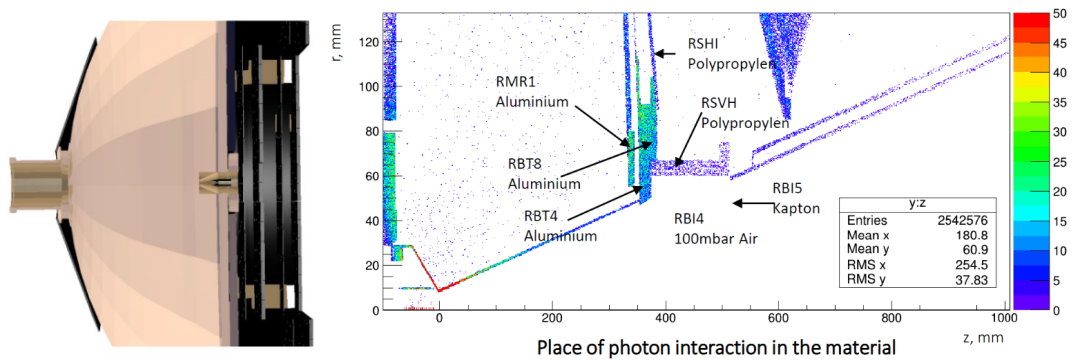 r, mm
120
100
80
60
40
20
0
0
200
400
600
800
1000
z, mm
RMR1
Aluminium
RBT8
Aluminium
RBT4
Aluminium
RSHI
Polypropylen
RSVH
Polypropylen
RBI5
Kapton
RBI4
100mbar Air
y:z
Entries 2542576
Mean x 180.8
Mean y 60.9
RMS x 254.5
RMS y 37.83
50
45
40
35
30
25
20
15
10
5
0
Place of photon interaction in the material